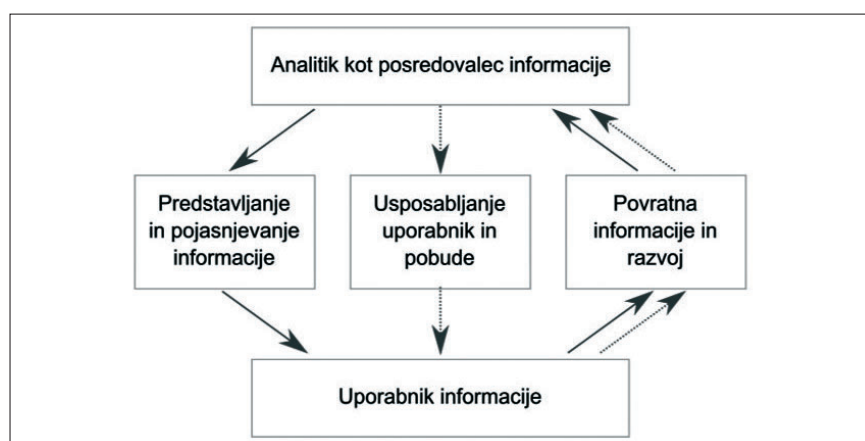 Analitik kot posredovalec informacije
Predstavljanje
in pojasnjevanje
informacije
Usposabljanje
uporabnik in
pobude
Povratna
informacije in
razvoj
Uporabnik informacije